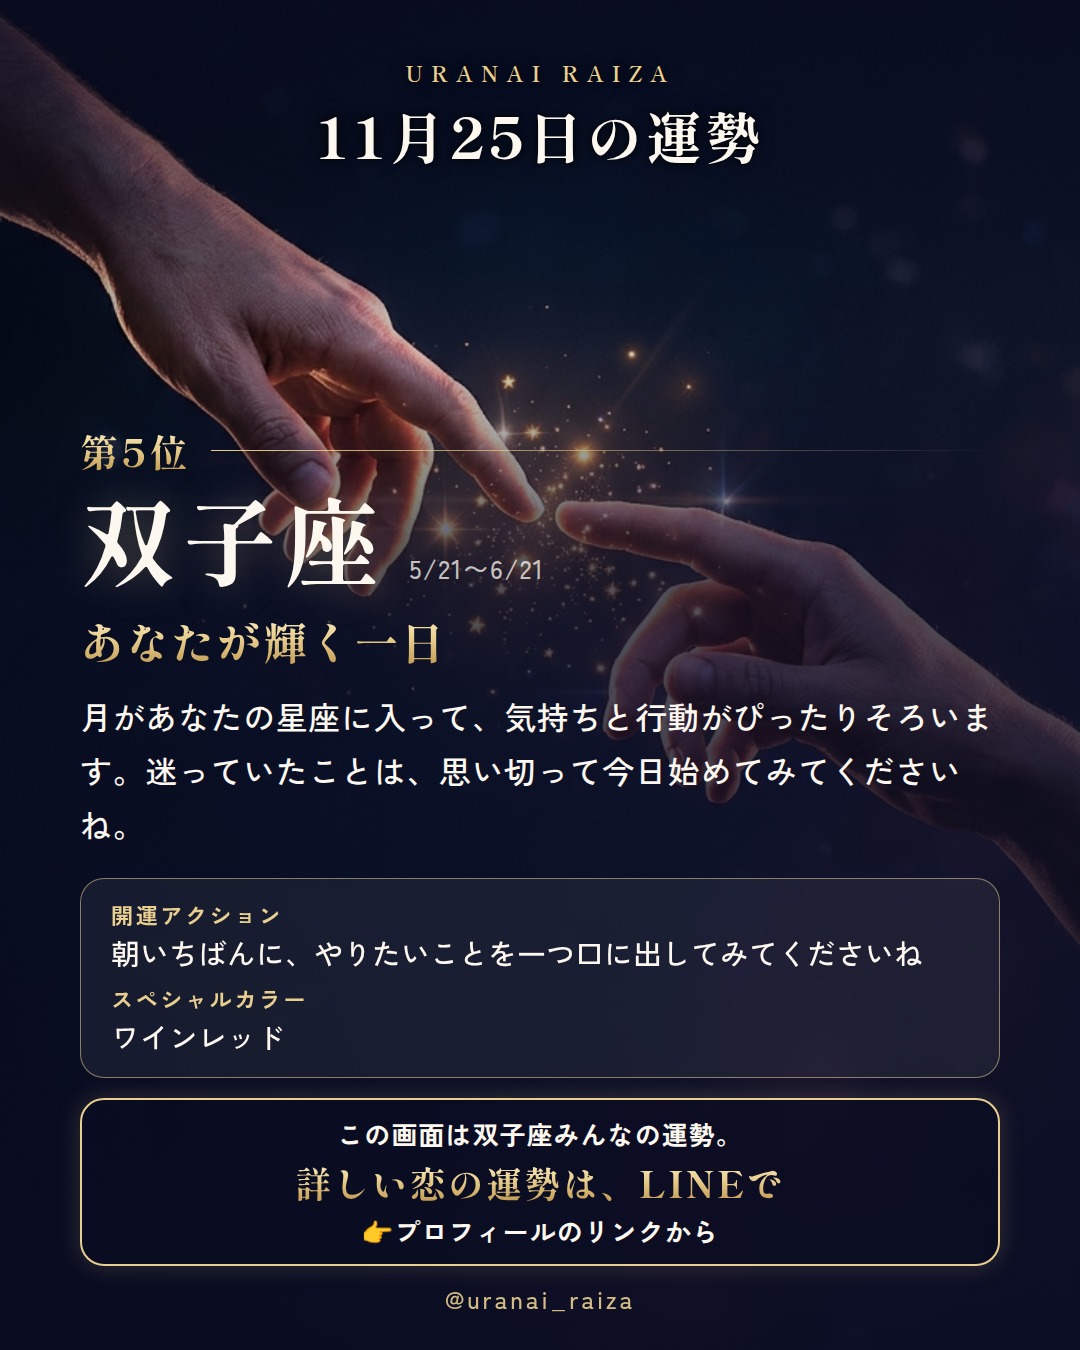 URANAI RAIZA
11月25日の運勢
第5位
双子座 5/21〜6/21
あなたが輝く一日
月があなたの星座に入って、気持ちと行動がぴったりそろいま
す。迷っていたことは、思い切って今日始めてみてください
ね。
開運アクション
朝いちばんに、やりたいことを一つ口に出してみてくださいね
スペシャルカラー
ワインレッド
この画面は双子座みんなの運勢。
詳しい恋の運勢は、LINEで
👉プロフィールのリンクから
@uranai_raiza